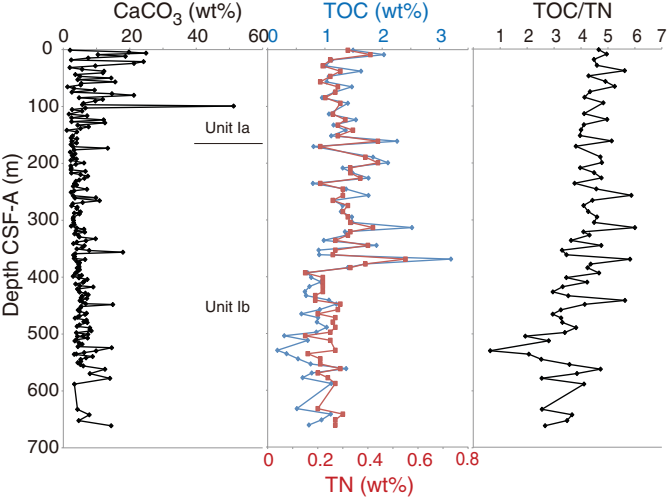 CaCO3 (wt%) TOC (wt%) TOC/TN
0 20 40 60 0 1 2 3 0 1 2 3 4 5 6 7
0
100
200
300
400
500
600
700
Depth CSF-A (m)
Unit Ia
Unit Ib
0.2 0.4 0.6 0.8
TN (wt%)